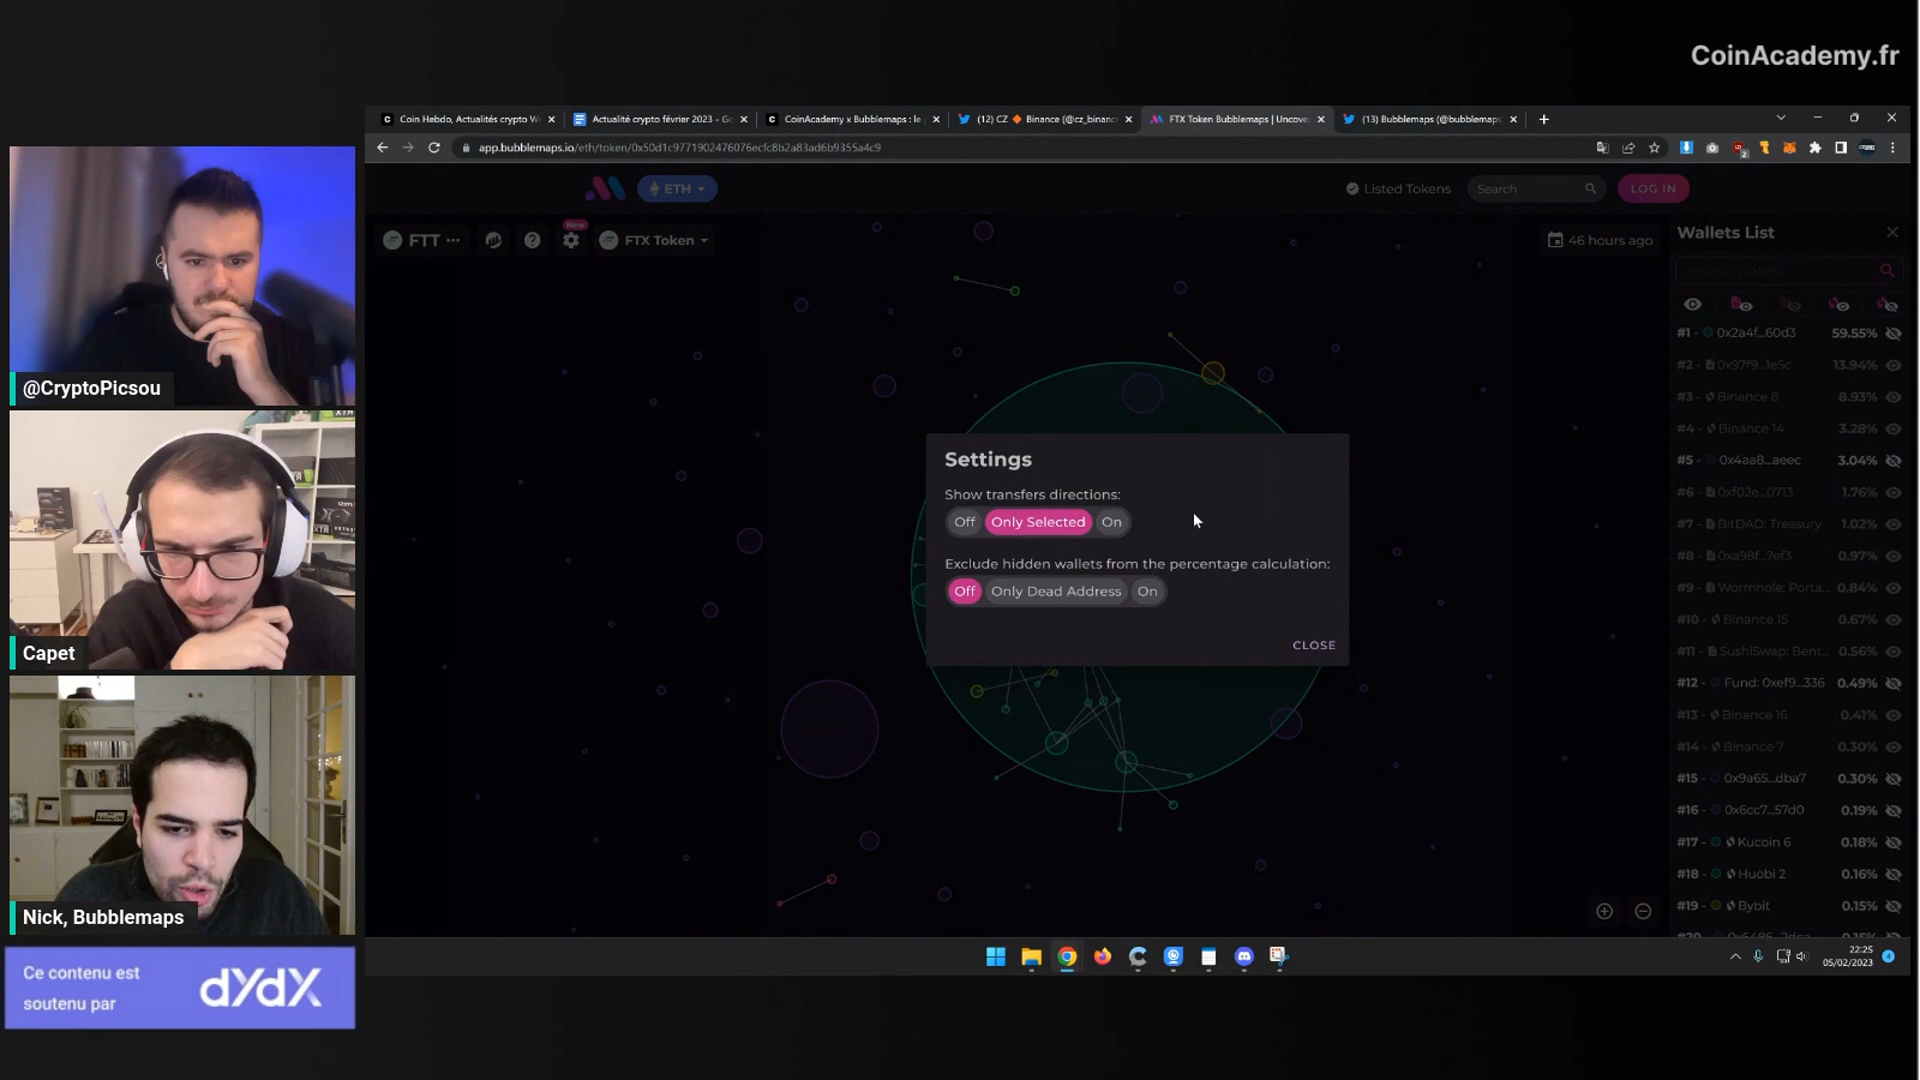 CoinAcademy.fr
Coin Hebdo, Actualités crypto W
Actualité crypto février 2023 - Go
CoinAcademy x Bubblemaps : le
(12) CZ 🔶 Binance (@cz_binanc
FTX Token Bubblemaps | Uncove
(13) Bubblemaps (@bubblemaps
app.bubblemaps.io/eth/token/0x50d1c9771902476076ecfc8b2a83ad6b9355a4c9
ETH
Listed Tokens
Search
LOG IN
FTT ...
New
FTX Token
46 hours ago
Wallets List
Search Wallets
#1 - 0x2a4f...60d3 59.55%
#2 - 0x97f9...1e5c 13.94%
#3 - Binance 8 8.93%
#4 - Binance 14 3.28%
#5 - 0x4aa8...aeec 3.04%
#6 - 0xf02e...0713 1.76%
#7 - BitDAO: Treasury 1.02%
#8 - 0xa98f...7ef3 0.97%
#9 - Wormhole: Porta... 0.84%
#10 - Binance 15 0.67%
#11 - SushiSwap: Bent... 0.56%
#12 - Fund: 0xef9...336 0.49%
#13 - Binance 16 0.41%
#14 - Binance 7 0.30%
#15 - 0x9a65...dba7 0.30%
#16 - 0x6cc7...57d0 0.19%
#17 - Kucoin 6 0.18%
#18 - Huobi 2 0.16%
#19 - Bybit 0.15%
Settings
Show transfers directions:
Off Only Selected On
Exclude hidden wallets from the percentage calculation:
Off Only Dead Address On
CLOSE
@CryptoPicsou
Capet
Nick, Bubblemaps
Ce contenu est
soutenu par
dYdX
22:25
05/02/2023